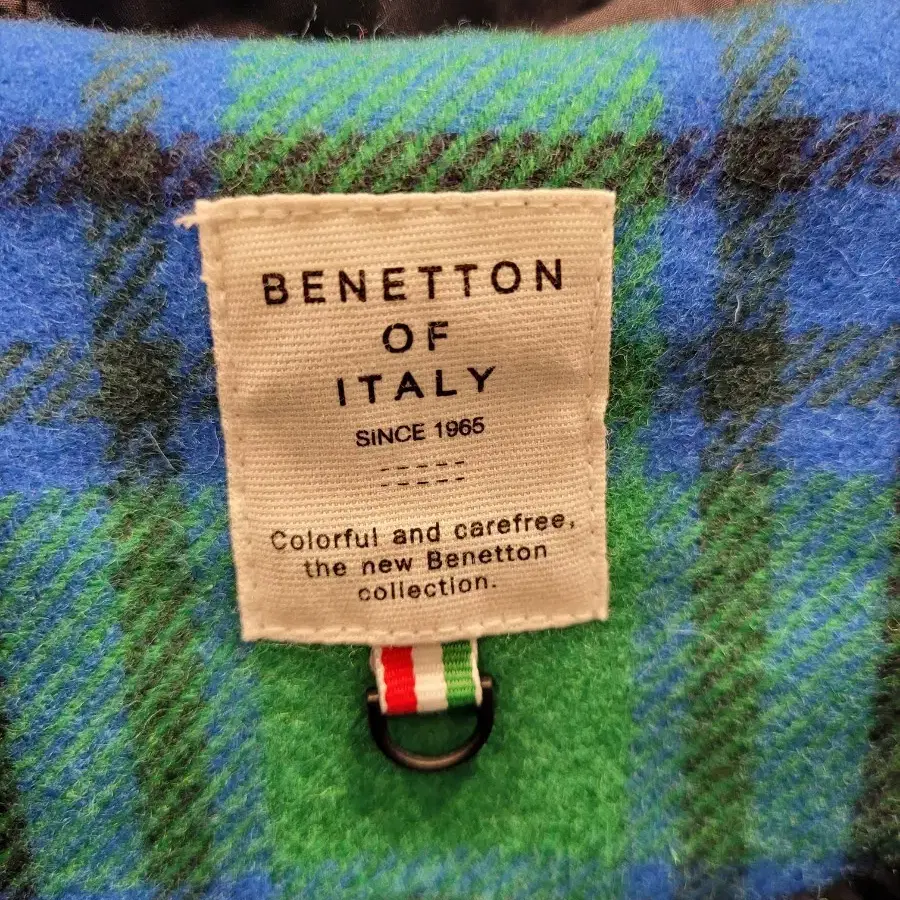 BENETTON
OF
ITALY
SiNCE 1965
Colorful and carefree,
the new Benetton
collection.